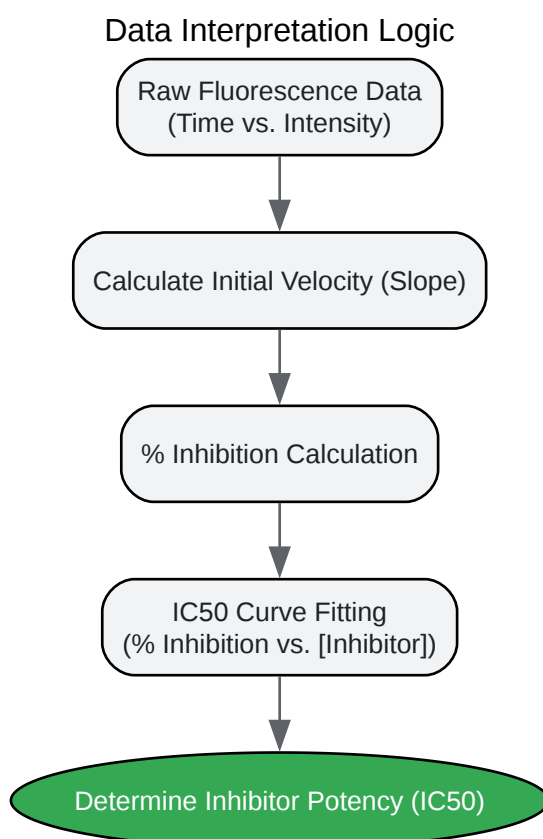 Data Interpretation Logic
Raw Fluorescence Data
(Time vs. Intensity)
Calculate Initial Velocity (Slope)
% Inhibition Calculation
IC50 Curve Fitting
(% Inhibition vs. [Inhibitor])
Determine Inhibitor Potency (IC50)